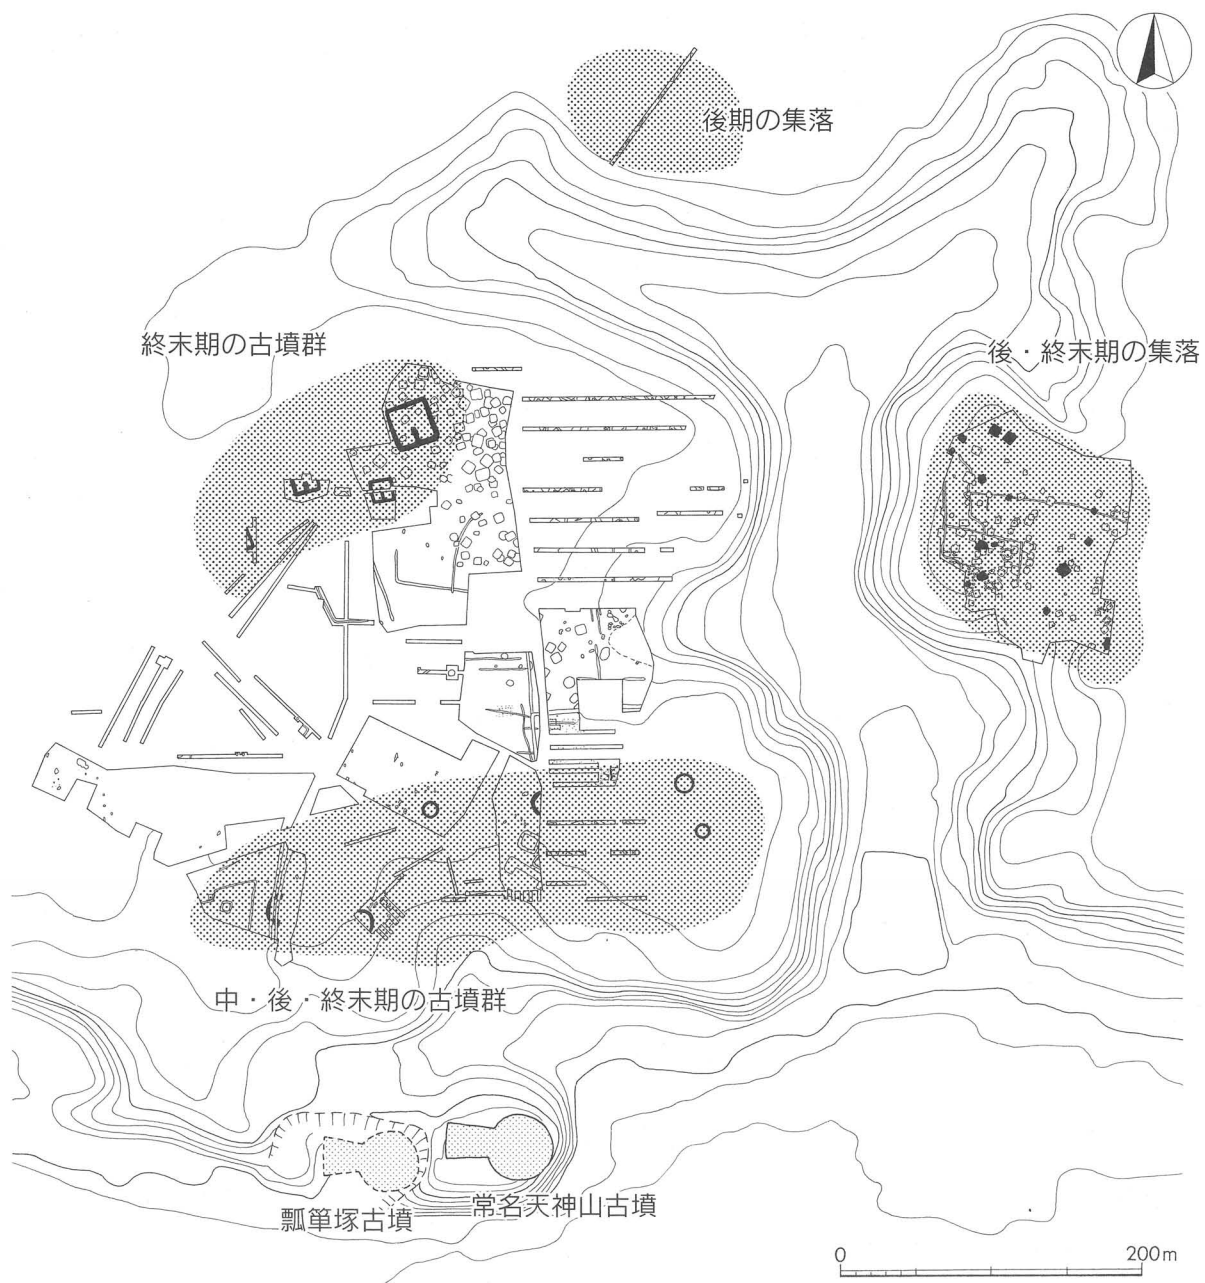 後期の集落
終末期の古墳群
後・終末期の集落
中・後・終末期の古墳群
瓢箪塚古墳
常名天神山古墳
0 200m